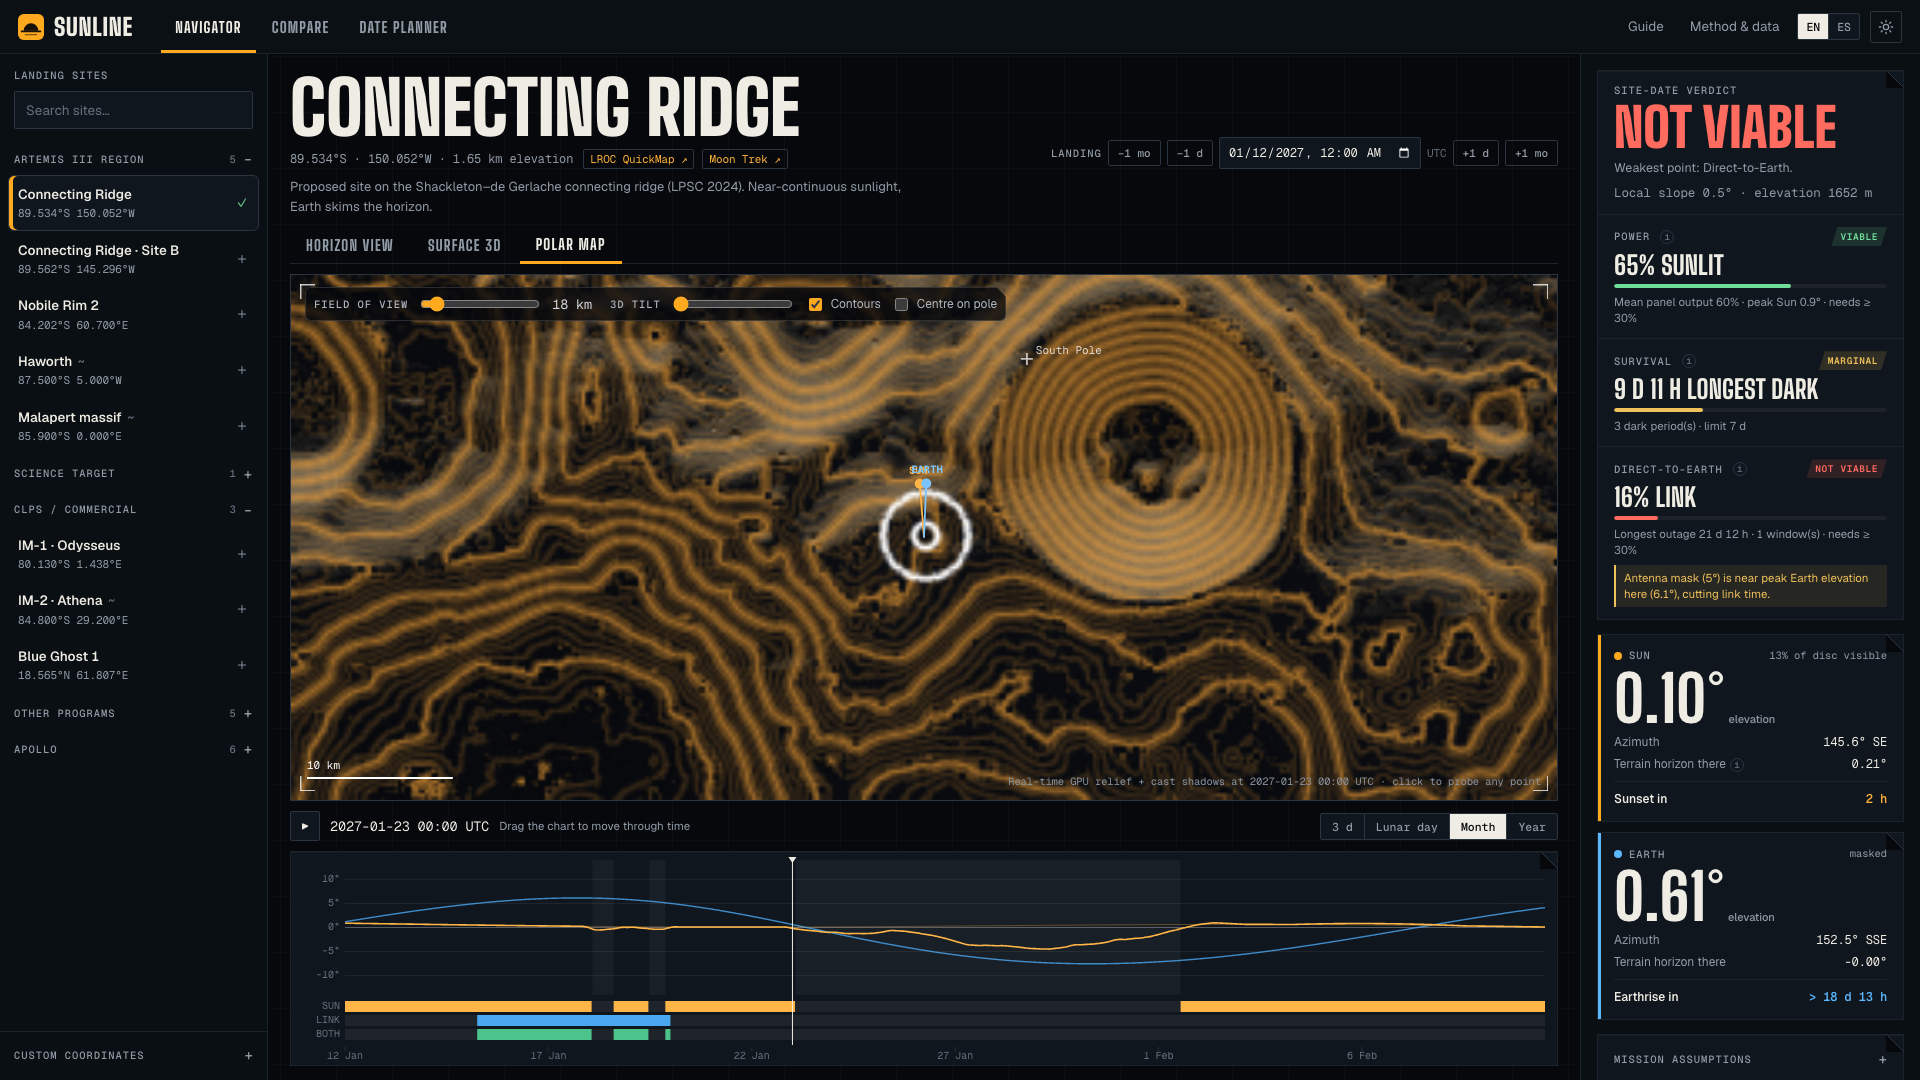 SUNLINE
NAVIGATOR
COMPARE
DATE PLANNER
Guide
Method & data
EN
ES
LANDING SITES
Search sites…
ARTEMIS III REGION 5 −
Connecting Ridge
89.534°S 150.052°W
✓
Connecting Ridge · Site B
89.562°S 145.296°W
+
Nobile Rim 2
84.202°S 60.700°E
+
Haworth ~
87.500°S 5.000°W
+
Malapert massif ~
85.900°S 0.000°E
+
SCIENCE TARGET 1 +
CLPS / COMMERCIAL 3 −
IM-1 · Odysseus
80.130°S 1.438°E
+
IM-2 · Athena ~
84.800°S 29.200°E
+
Blue Ghost 1
18.565°N 61.807°E
+
OTHER PROGRAMS 5 +
APOLLO 6 +
CUSTOM COORDINATES +
CONNECTING RIDGE
89.534°S · 150.052°W · 1.65 km elevation LROC QuickMap ↗ Moon Trek ↗
Proposed site on the Shackleton–de Gerlache connecting ridge (LPSC 2024). Near-continuous sunlight,
Earth skims the horizon.
LANDING −1 mo −1 d 01/12/2027, 12:00 AM UTC +1 d +1 mo
HORIZON VIEW
SURFACE 3D
POLAR MAP
FIELD OF VIEW 18 km 3D TILT Contours Centre on pole
South Pole
EARTH
10 km
Real-time GPU relief + cast shadows at 2027-01-23 00:00 UTC · click to probe any point
2027-01-23 00:00 UTC Drag the chart to move through time
3 d
Lunar day
Month
Year
10°
5°
0°
-5°
-10°
SUN
LINK
BOTH
12 Jan 17 Jan 22 Jan 27 Jan 1 Feb 6 Feb
SITE-DATE VERDICT
NOT VIABLE
Weakest point: Direct-to-Earth.
Local slope 0.5° · elevation 1652 m
POWER i VIABLE
65% SUNLIT
Mean panel output 60% · peak Sun 0.9° · needs ≥
30%
SURVIVAL i MARGINAL
9 D 11 H LONGEST DARK
3 dark period(s) · limit 7 d
DIRECT-TO-EARTH i NOT VIABLE
16% LINK
Longest outage 21 d 12 h · 1 window(s) · needs ≥
30%
Antenna mask (5°) is near peak Earth elevation
here (6.1°), cutting link time.
SUN 13% of disc visible
0.10° elevation
Azimuth 145.6° SE
Terrain horizon there i 0.21°
Sunset in 2 h
EARTH masked
0.61° elevation
Azimuth 152.5° SSE
Terrain horizon there -0.00°
Earthrise in > 18 d 13 h
MISSION ASSUMPTIONS +